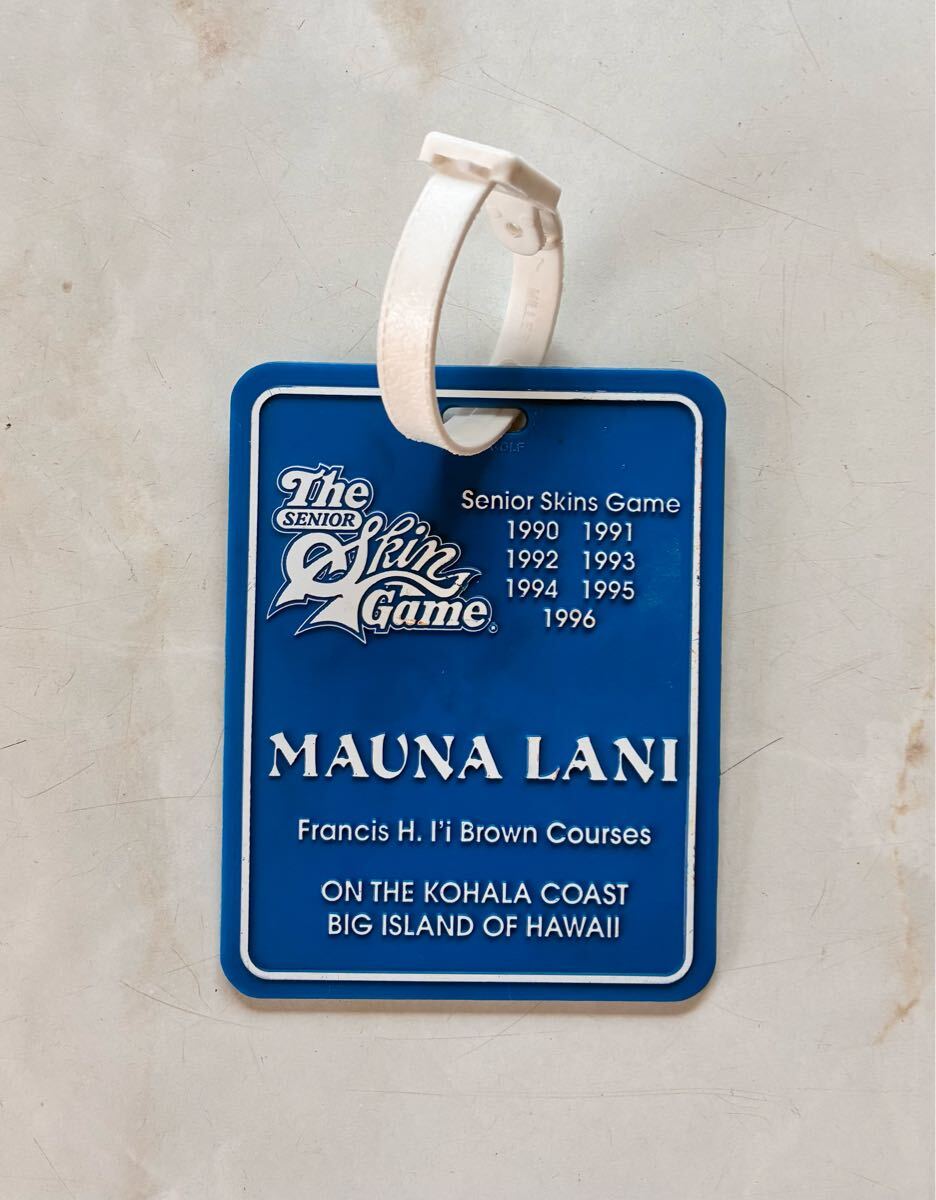 The
SENIOR
Skins
Game
Senior Skins Game
1990 1991
1992 1993
1994 1995
1996
MAUNA LANI
Francis H. I'i Brown Courses
ON THE KOHALA COAST
BIG ISLAND OF HAWAII